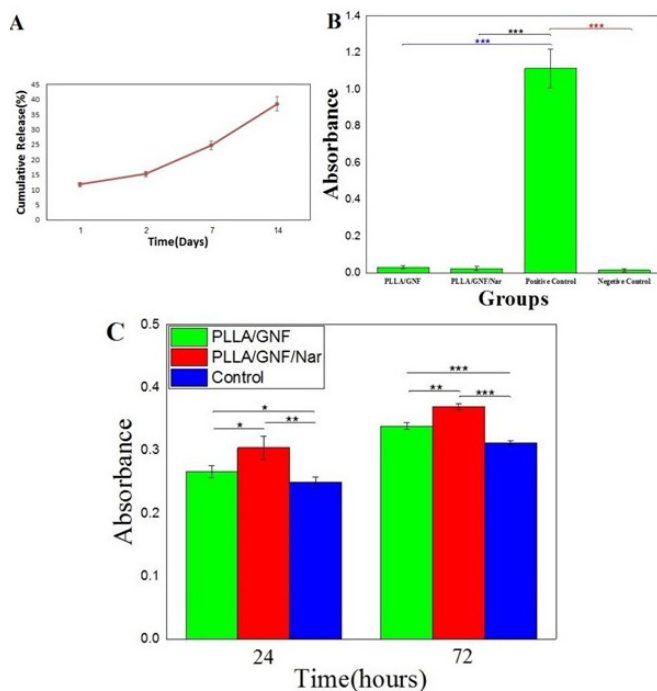 A
Cumulative Release(%)
45
40
35
30
25
20
15
10
5
0
1 2 7 14
Time(Days)
B
***
***
***
Absorbance
1.4
1.2
1.0
0.8
0.6
0.4
0.2
0.0
PLLA/GNF PLLA/GNF/Nar Positive Control Negetive Control
Groups
C
PLLA/GNF
PLLA/GNF/Nar
Control
Absorbance
0.5
0.4
0.3
0.2
0.1
0.0
*
* **
***
** ***
24 72
Time(hours)